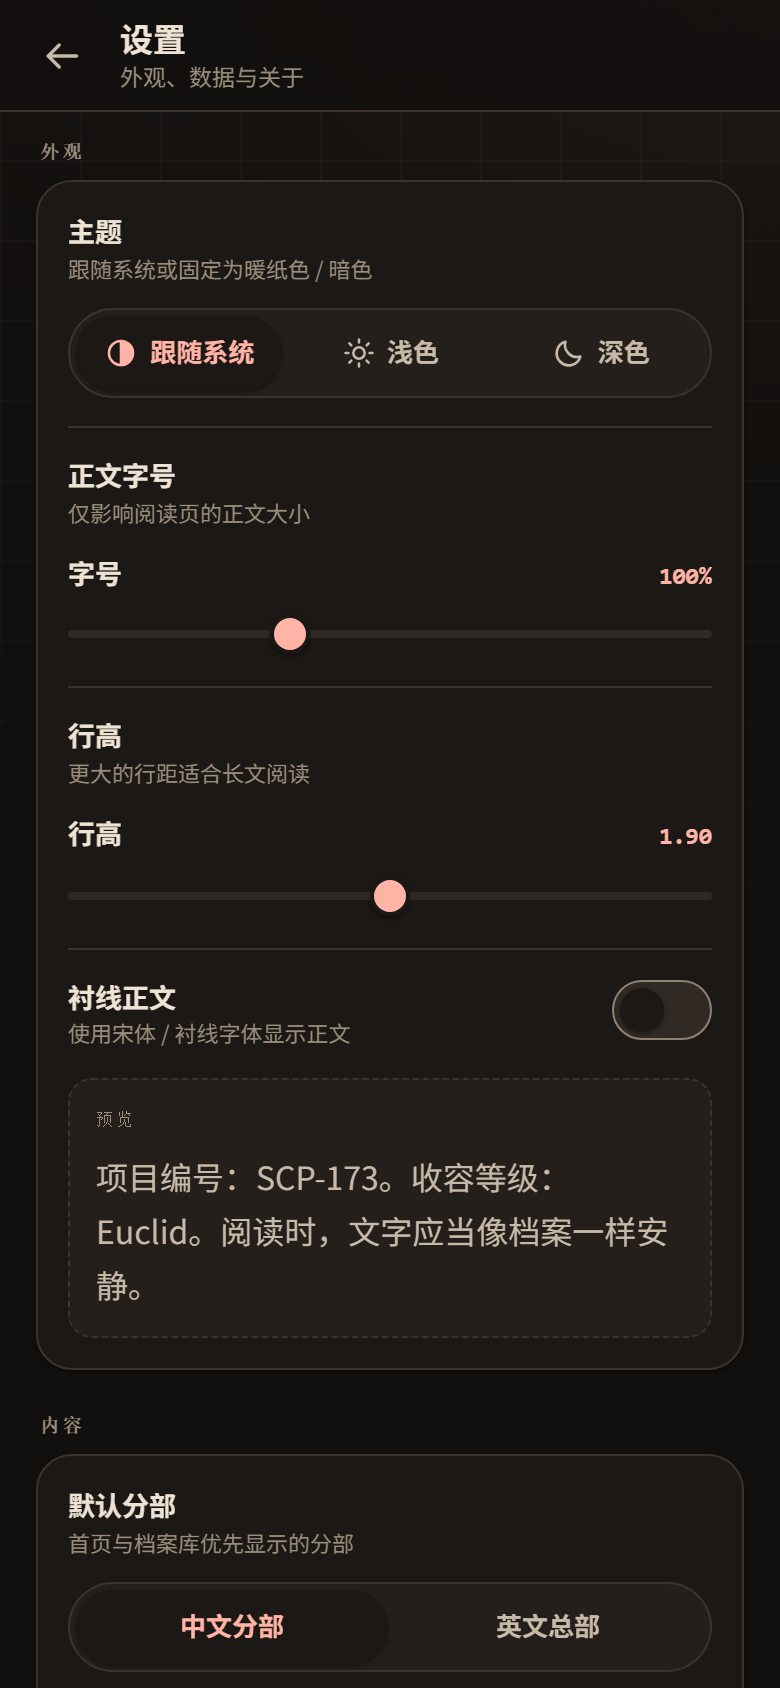 设置
外观、数据与关于
外观
主题
跟随系统或固定为暖纸色 / 暗色
跟随系统
浅色
深色
正文字号
仅影响阅读页的正文大小
字号
100%
行高
更大的行距适合长文阅读
行高
1.90
衬线正文
使用宋体 / 衬线字体显示正文
预览
项目编号：SCP-173。收容等级：
Euclid。阅读时，文字应当像档案一样安
静。
内容
默认分部
首页与档案库优先显示的分部
中文分部
英文总部